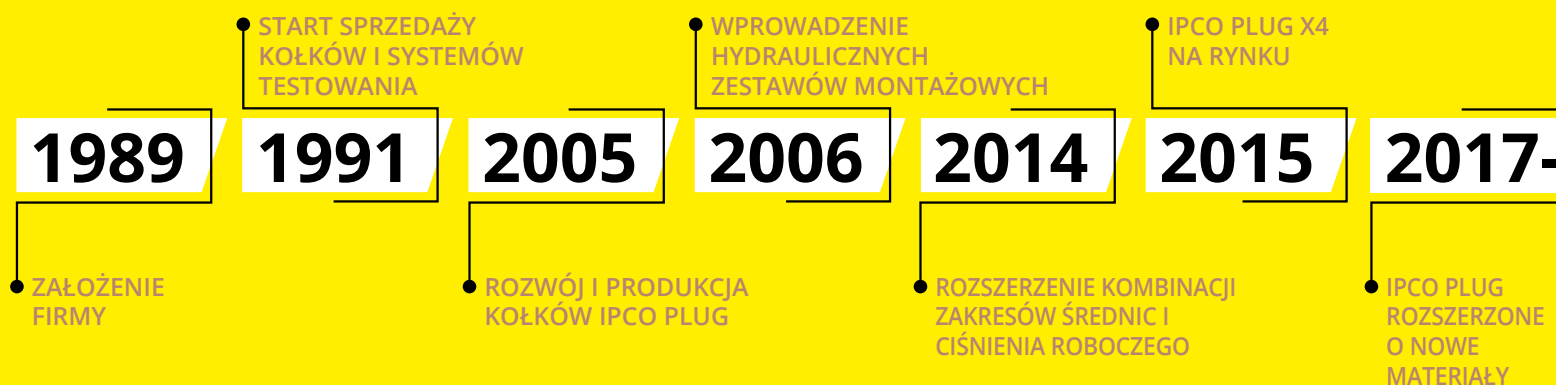 START SPRZEDAŻY
KOŁKÓW I SYSTEMÓW
TESTOWANIA
WPROWADZENIE
HYDRAULICZNYCH
ZESTAWÓW MONTAŻOWYCH
IPCO PLUG X4
NA RYNKU
1989
1991
2005
2006
2014
2015
2017-
ZAŁOŻENIE
FIRMY
ROZWÓJ I PRODUKCJA
KOŁKÓW IPCO PLUG
ROZSZERZENIE KOMBINACJI
ZAKRESÓW ŚREDNIC I
CIŚNIENIA ROBOCZEGO
IPCO PLUG
ROZSZERZONE
O NOWE
MATERIAŁY